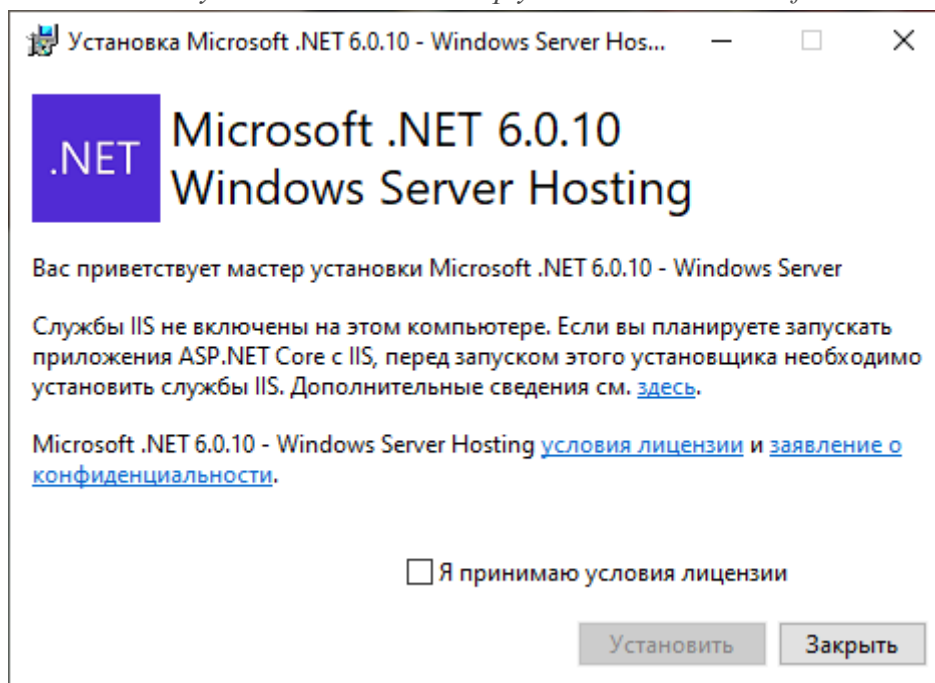 Установка Microsoft .NET 6.0.10 - Windows Server Hos...
.NET
Microsoft .NET 6.0.10
Windows Server Hosting
Вас приветствует мастер установки Microsoft .NET 6.0.10 - Windows Server
Службы IIS не включены на этом компьютере. Если вы планируете запускать
приложения ASP.NET Core с IIS, перед запуском этого установщика необходимо
установить службы IIS. Дополнительные сведения см. здесь.
Microsoft .NET 6.0.10 - Windows Server Hosting условия лицензии и заявление о
конфиденциальности.
Я принимаю условия лицензии
Установить Закрыть